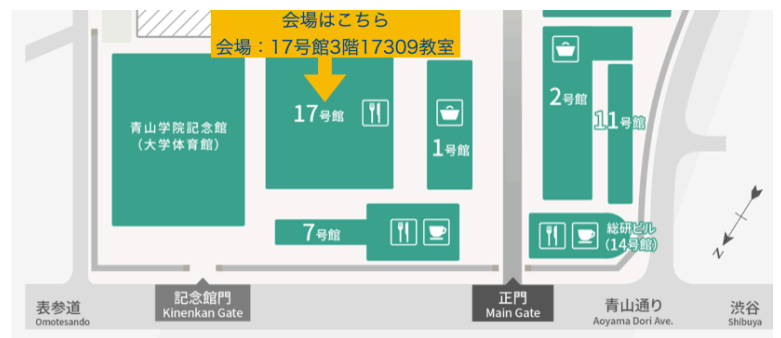 会場はこちら
会場：17号館3階17309教室
青山学院記念館
（大学体育館）
17号館
1号館
2号館
11号館
7号館
総研ビル
（14号館）
N
表参道
Omotesando
記念館門
Kinenkan Gate
正門
Main Gate
青山通り
Aoyama Dori Ave.
渋谷
Shibuya